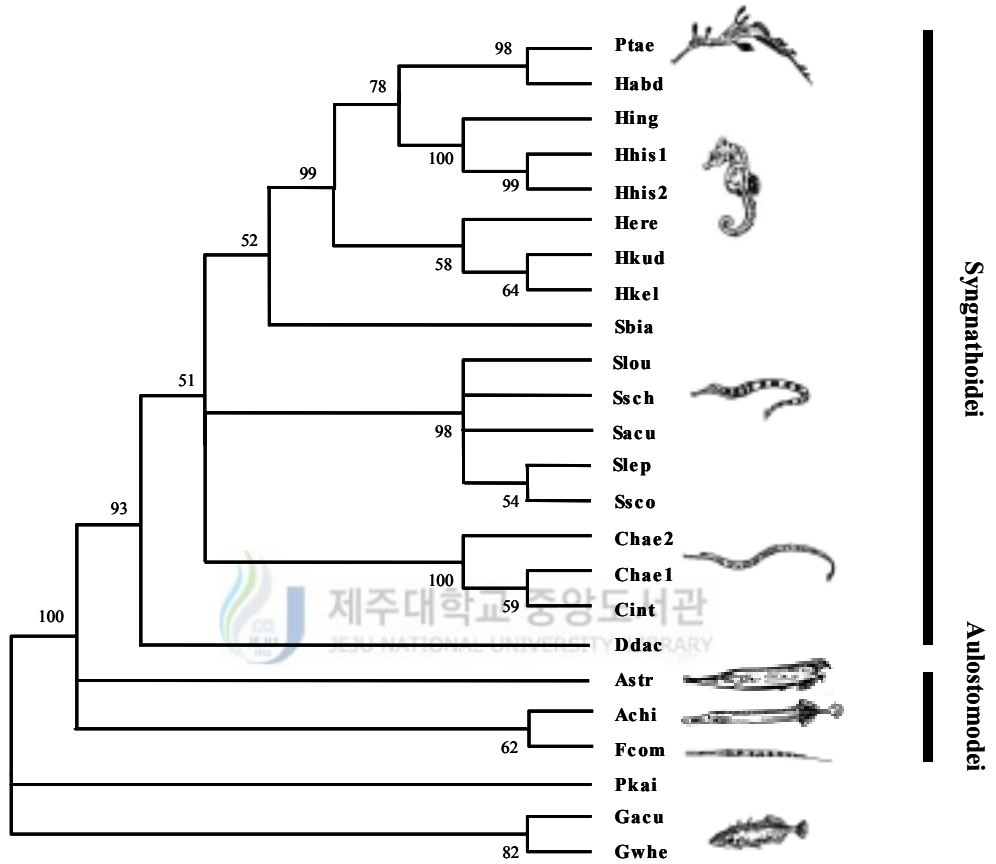 98
Ptae
Habd
78
Hing
100
Hhis1
99
Hhis2
99
Here
52
Hkud
58
64
Hkel
Sbia
Slou
51
Ssch
98
Sacu
Slep
54
Ssco
93
Chae2
100
Chae1
59
Cint
100
Ddac
Astr
Achi
62
Fcom
Pkai
Gacu
82
Gwhe
Syngnathoidei
Aulostomodei
제주대학교 중앙도서관
JEJU NATIONAL UNIVERSITY LIBRARY
JEJU
1952